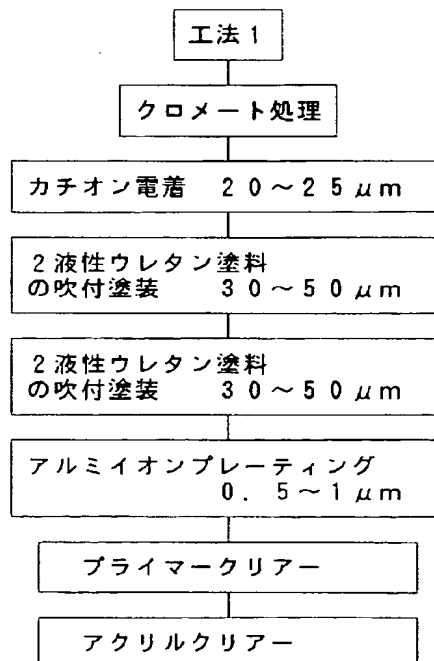 工法1
クロメート処理
カチオン電着 20～25μm
2液性ウレタン塗料
の吹付塗装 30～50μm
2液性ウレタン塗料
の吹付塗装 30～50μm
アルミイオンプレーティング
0.5～1μm
プライマークリアー
アクリルクリアー